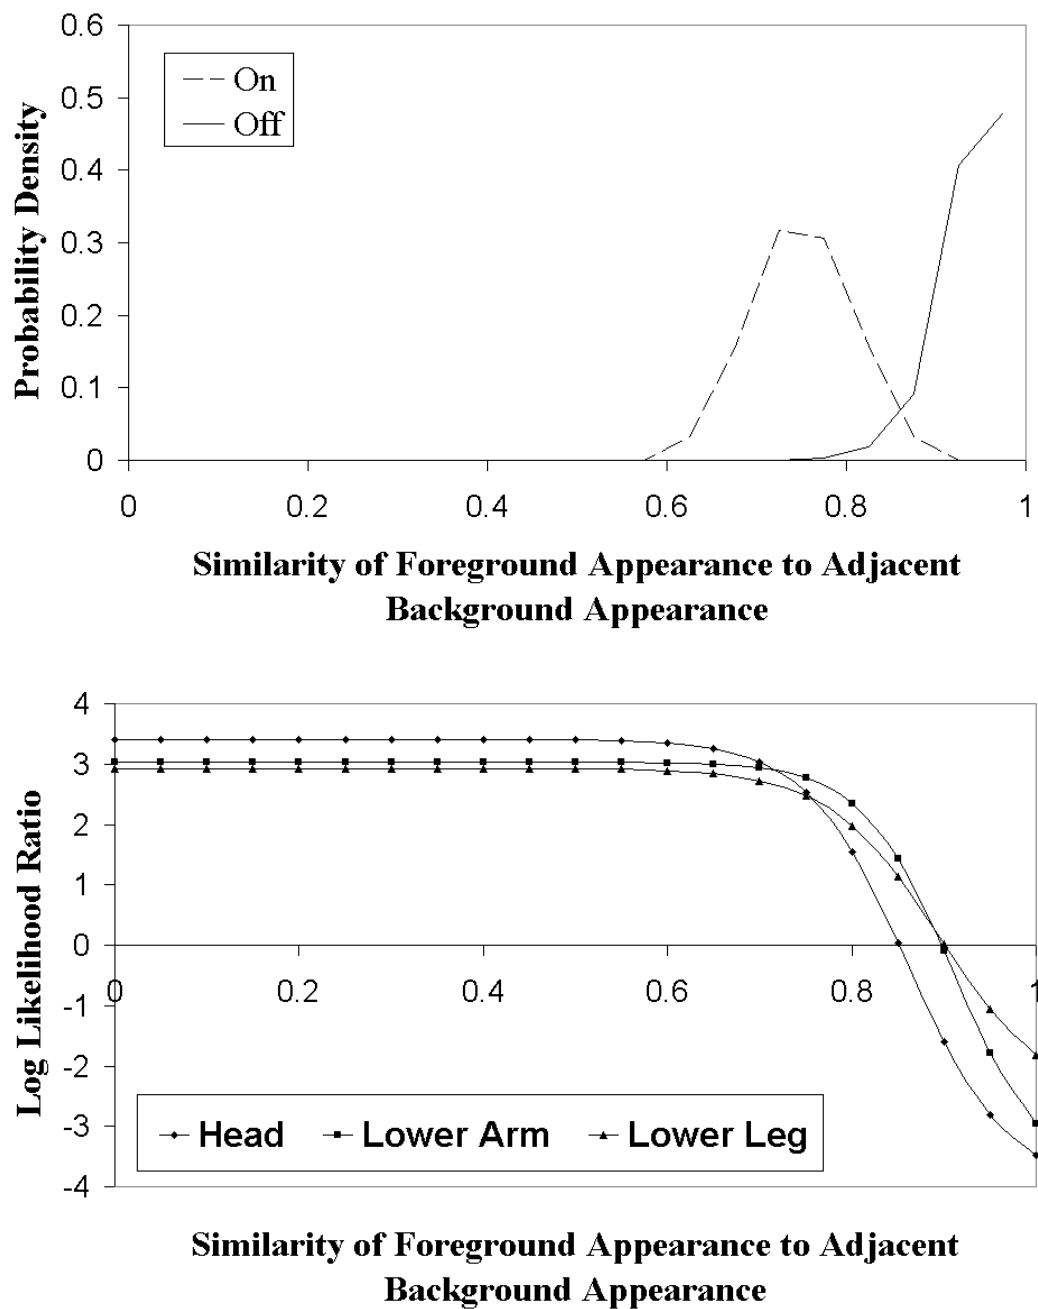 0.6
0.5
0.4
0.3
0.2
0.1
0
Probability Density
On
Off
0 0.2 0.4 0.6 0.8 1
Similarity of Foreground Appearance to Adjacent
Background Appearance
4
3
2
1
0
-1
-2
-3
-4
Log Likelihood Ratio
0 0.2 0.4 0.6 0.8 1
Head Lower Arm Lower Leg
Similarity of Foreground Appearance to Adjacent
Background Appearance